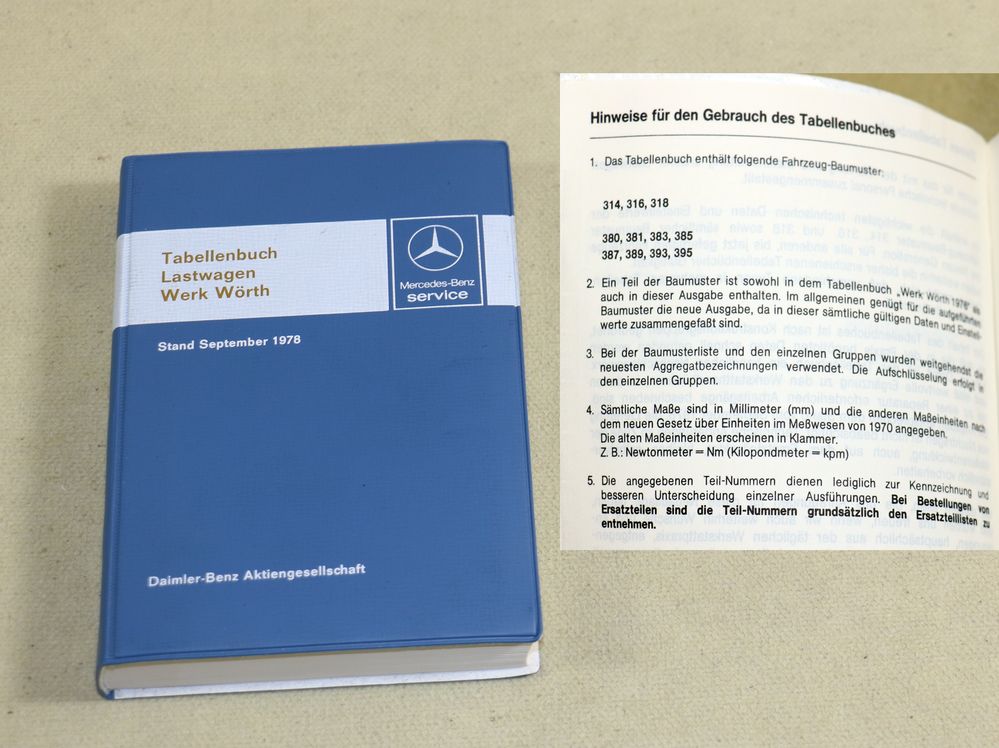 Tabellenbuch
Lastwagen
Werk Wörth
Mercedes-Benz
service
Stand September 1978
Daimler-Benz Aktiengesellschaft
Hinweise für den Gebrauch des Tabellenbuches
1. Das Tabellenbuch enthält folgende Fahrzeug-Baumuster:
314, 316, 318
380, 381, 383, 385
387, 389, 393, 395
2. Ein Teil der Baumuster ist sowohl in dem Tabellenbuch „Werk Wörth 1976" als
auch in dieser Ausgabe enthalten. Im allgemeinen genügt für die aufgeführten
Baumuster die neue Ausgabe, da in dieser sämtliche gültigen Daten und Einstell-
werte zusammengefaßt sind.
3. Bei der Baumusterliste und den einzelnen Gruppen wurden weitgehendst die
neuesten Aggregatbezeichnungen verwendet. Die Aufschlüsselung erfolgt in
den einzelnen Gruppen.
4. Sämtliche Maße sind in Millimeter (mm) und die anderen Maßeinheiten nach
dem neuen Gesetz über Einheiten im Meßwesen von 1970 angegeben.
Die alten Maßeinheiten erscheinen in Klammer.
Z. B.: Newtonmeter = Nm (Kilopondmeter = kpm)
5. Die angegebenen Teil-Nummern dienen lediglich zur Kennzeichnung und
besseren Unterscheidung einzelner Ausführungen. Bei Bestellungen von
Ersatzteilen sind die Teil-Nummern grundsätzlich den Ersatzteillisten zu
entnehmen.